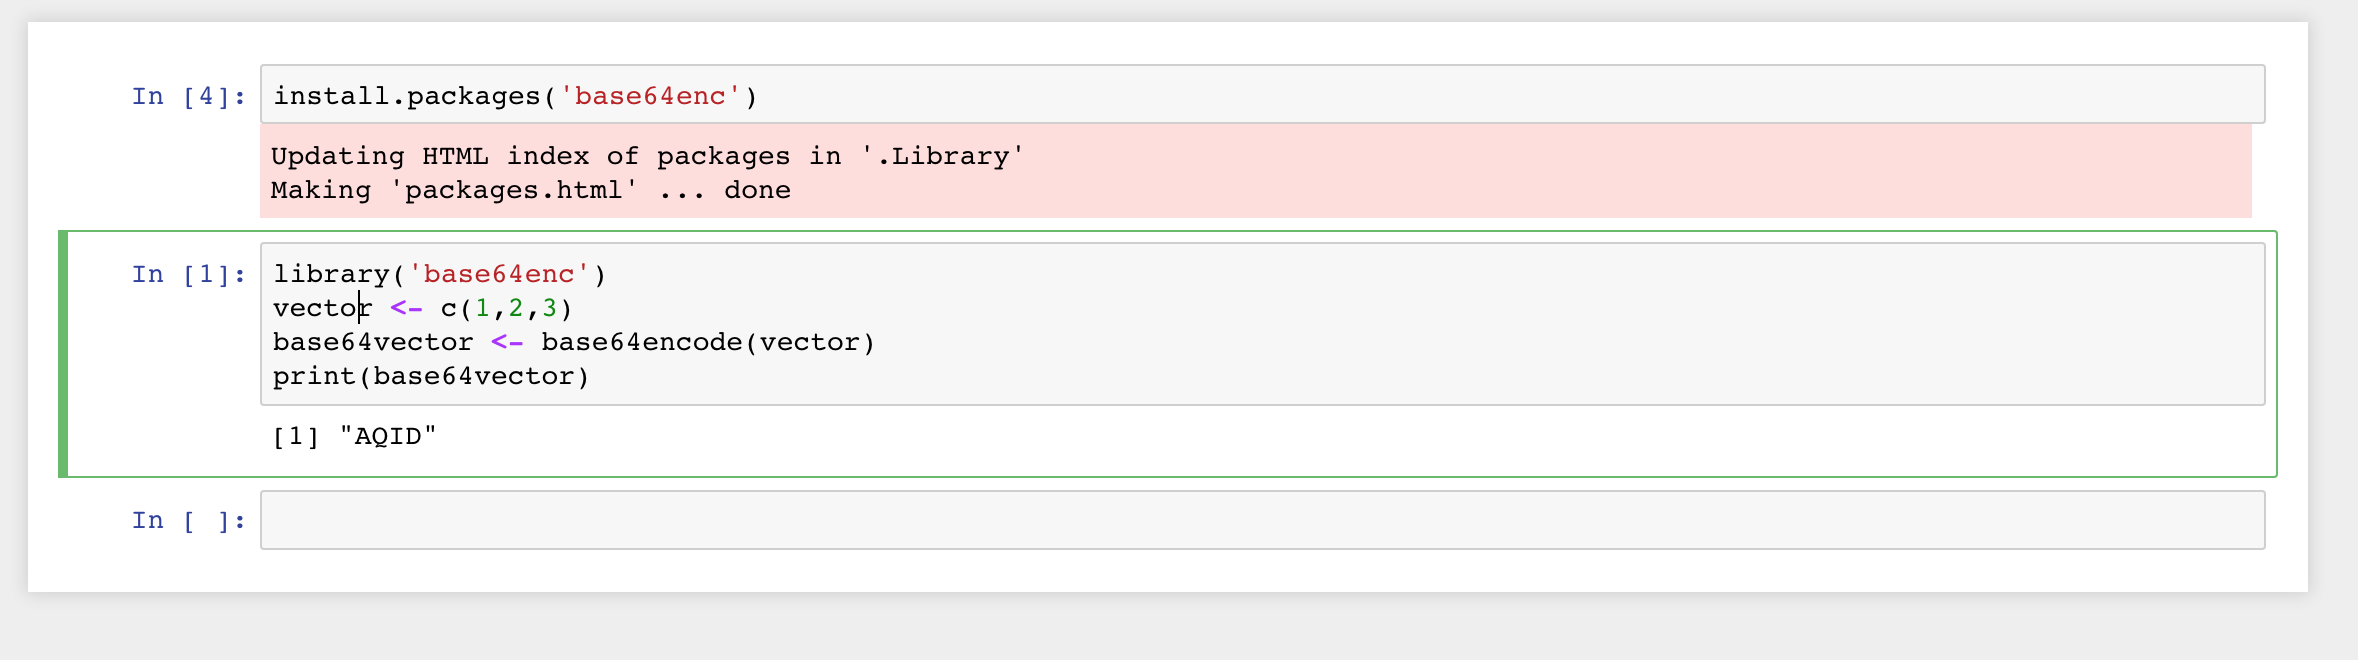 In [4]: install.packages('base64enc')
Updating HTML index of packages in '.Library'
Making 'packages.html' ... done
In [1]: library('base64enc')
vector <- c(1,2,3)
base64vector <- base64encode(vector)
print(base64vector)
[1] "AQID"
In [ ]: